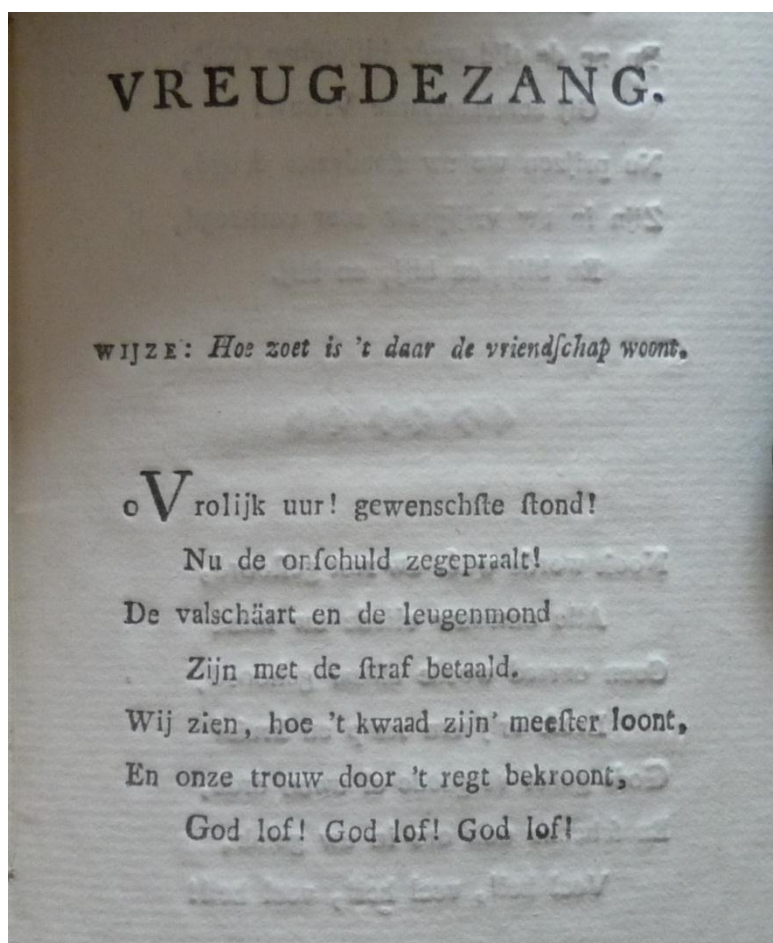 VREUGDEZANG.
WIJZE: Hoe zoet is 't daar de vriendſchap woont.
o Vrolijk uur! gewenschſte ſtond!
Nu de onſchuld zegepraalt!
De valschäart en de leugenmond
Zijn met de ſtraf betaald.
Wij zien, hoe 't kwaad zijn' meeſter loont,
En onze trouw door 't regt bekroont,
God lof! God lof! God lof!